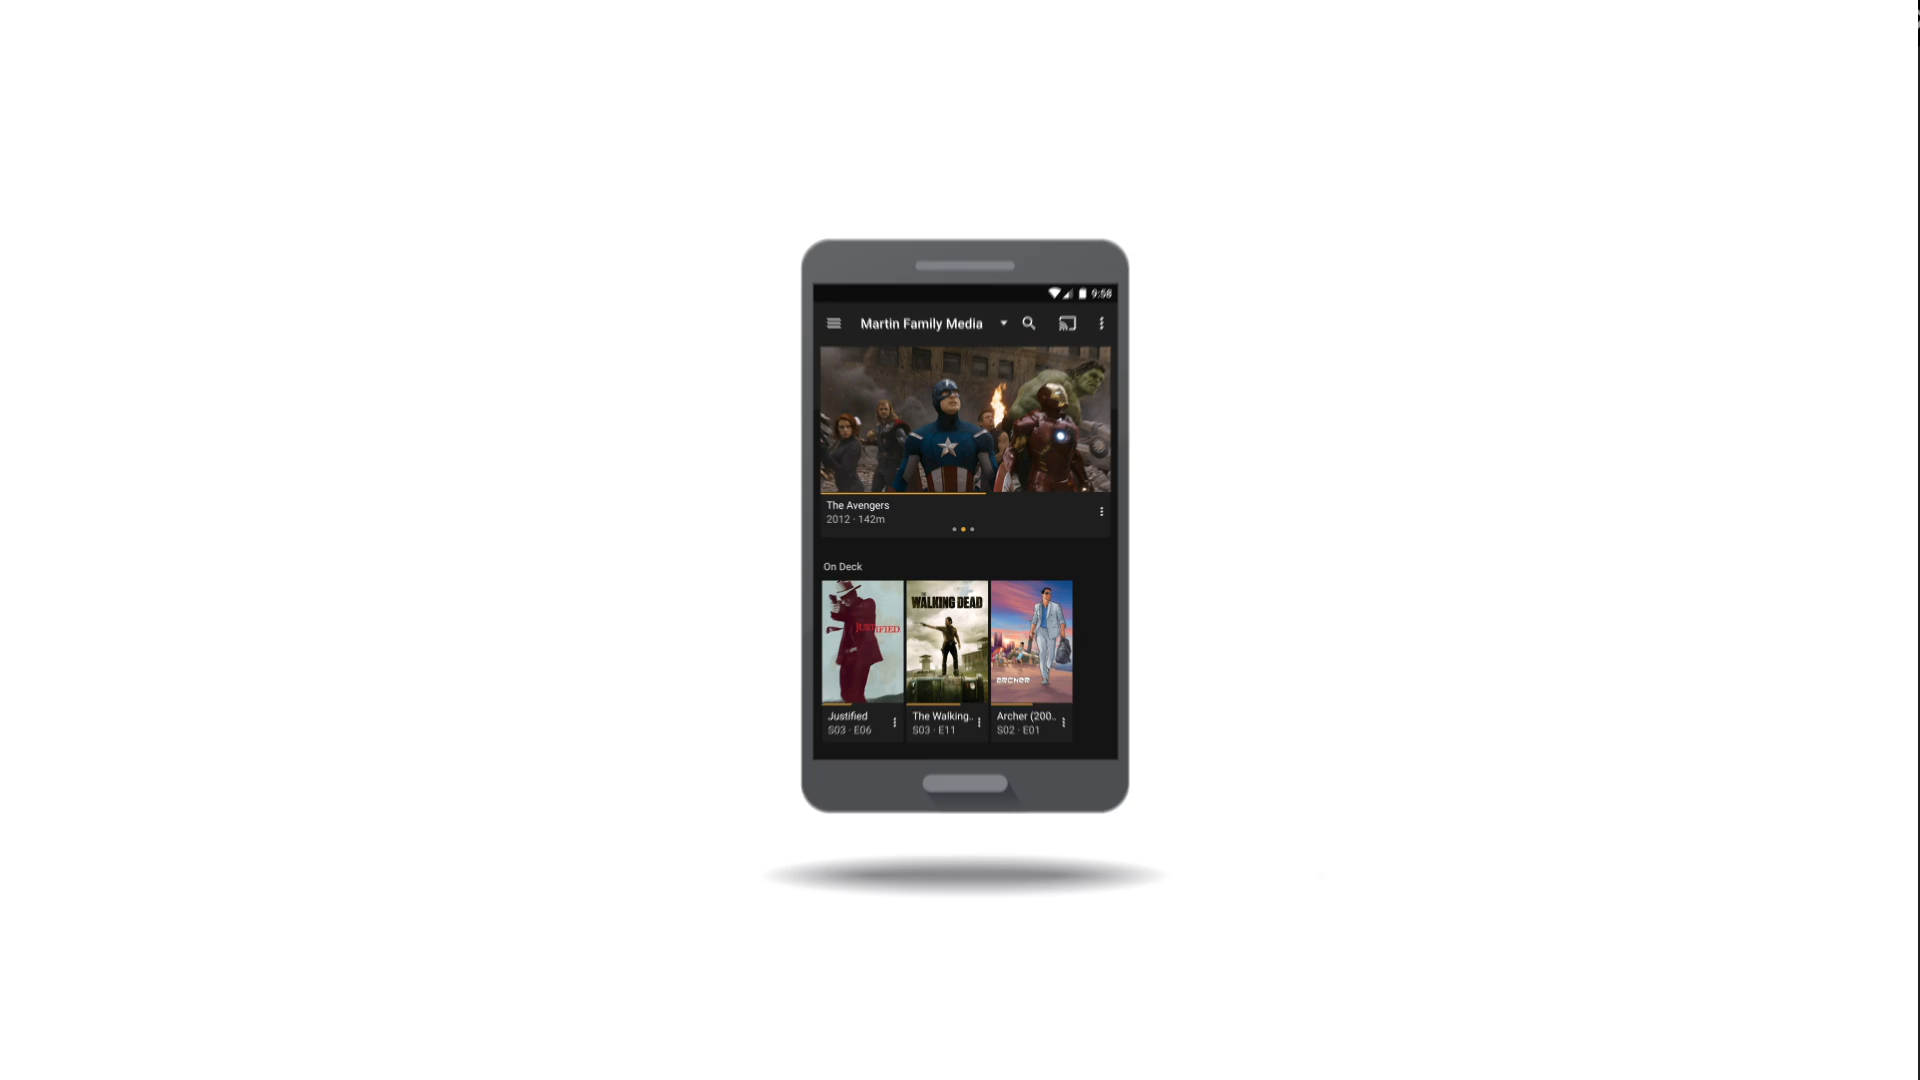 9:58
Martin Family Media
The Avengers
2012 · 142m
On Deck
JUSTIFIED
THE WALKING DEAD
ARCHER
Justified
S03 · E06
The Walking..
S03 · E11
Archer (200..
S02 · E01